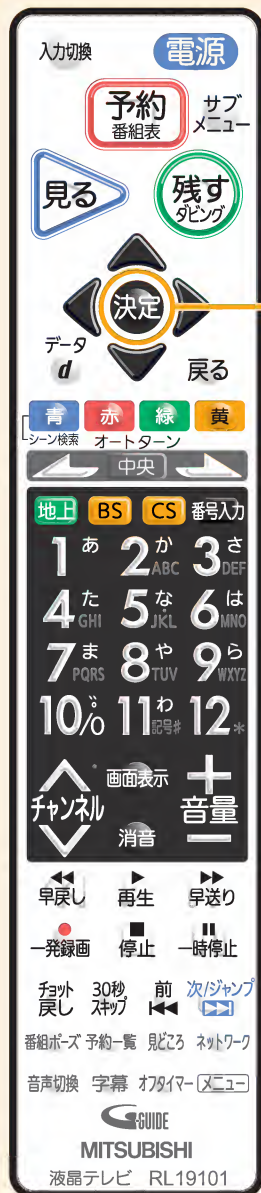 入力切換 電源
予約
番組表
サブ
メニュー
見る
残す
ダビング
決定
データ
d
戻る
青 赤 緑 黄
シーン検索 オートターン
中央
地上 BS CS 番号入力
1 あ 2 か ABC 3 さ DEF
4 た GHI 5 な JKL 6 は MNO
7 ま PQRS 8 や TUV 9 ら WXYZ
10/0 11 わ 記号# 12 *
画面表示
チャンネル
+
音量
−
消音
◀◀ ▶ ▶▶
早戻し 再生 早送り
● ■ ❚❚
一発録画 停止 一時停止
チョット
戻し
30秒
スキップ
前
⏮
次/ジャンプ
⏭
番組ポーズ 予約一覧 見どころ ネットワーク
音声切換 字幕 オフタイマー メニュー
G-GUIDE
MITSUBISHI
液晶テレビ RL19101